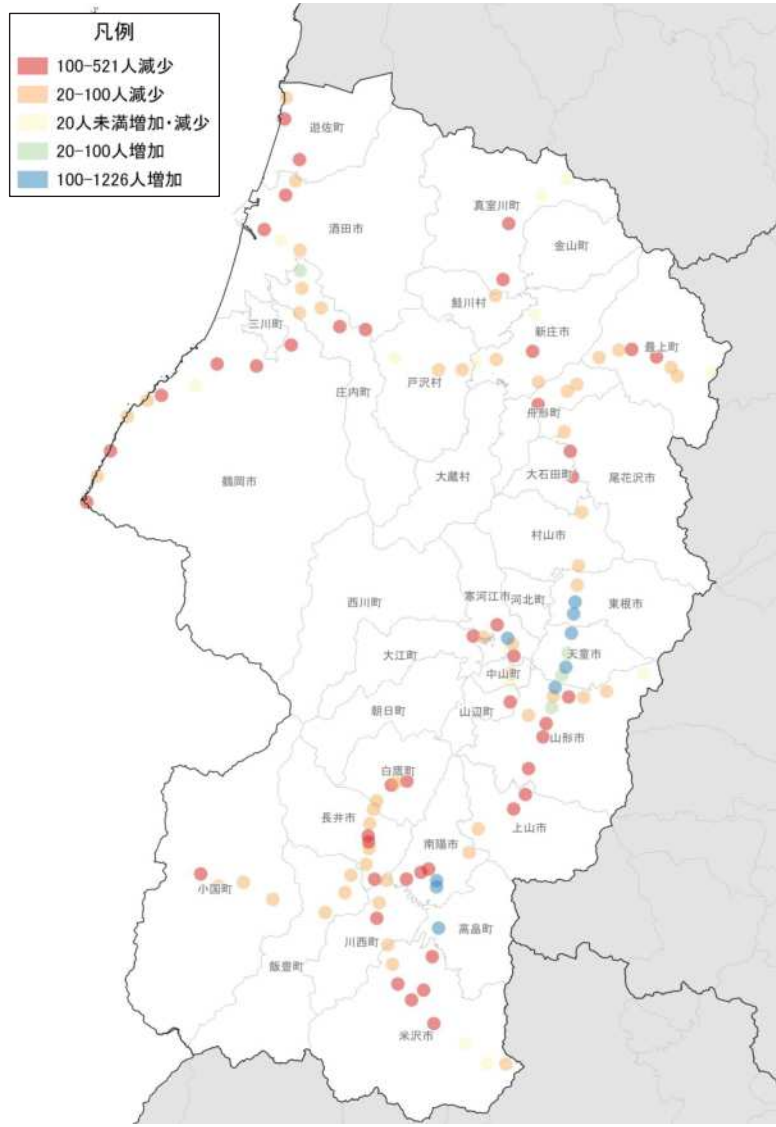 凡例
100-521人減少
20-100人減少
20人未満増加・減少
20-100人増加
100-1226人増加
遊佐町
真室川町
酒田市
金山町
鮭川村
三川町
新庄市
最上町
戸沢村
庄内町
舟形町
大蔵村
大石田町
尾花沢市
鶴岡市
村山市
西川町
寒河江市
河北町
東根市
大江町
天童市
中山町
朝日町
山辺町
山形市
白鷹町
長井市
上山市
南陽市
小国町
川西町
高畠町
飯豊町
米沢市